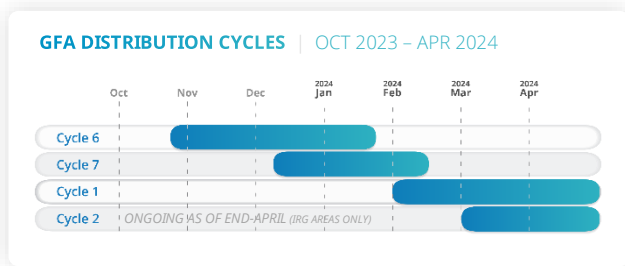 GFA DISTRIBUTION CYCLES | OCT 2023 – APR 2024
2024 2024 2024 2024
Oct Nov Dec Jan Feb Mar Apr
Cycle 6
Cycle 7
Cycle 1
Cycle 2 ONGOING AS OF END-APRIL (IRG AREAS ONLY)